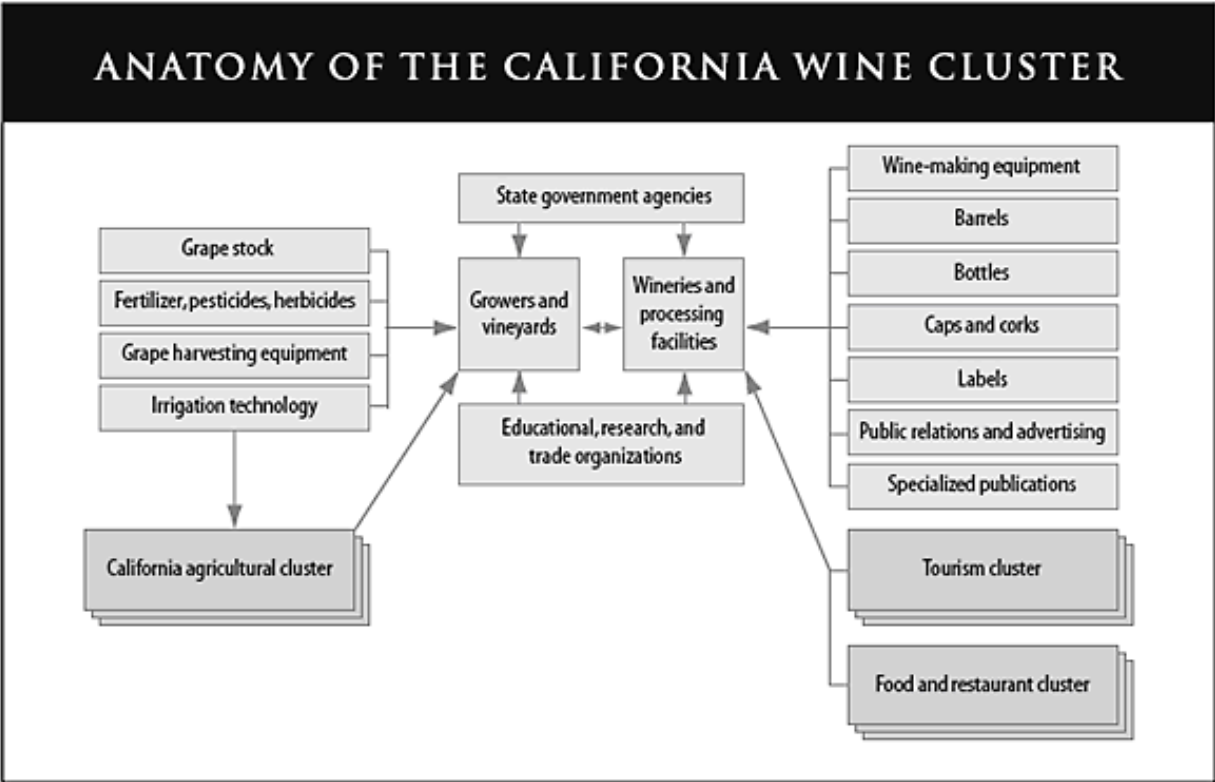 ANATOMY OF THE CALIFORNIA WINE CLUSTER
State government agencies
Grape stock
Fertilizer, pesticides, herbicides
Grape harvesting equipment
Irrigation technology
Growers and
vineyards
Wineries and
processing
facilities
Educational, research, and
trade organizations
Wine-making equipment
Barrels
Bottles
Caps and corks
Labels
Public relations and advertising
Specialized publications
California agricultural cluster
Tourism cluster
Food and restaurant cluster